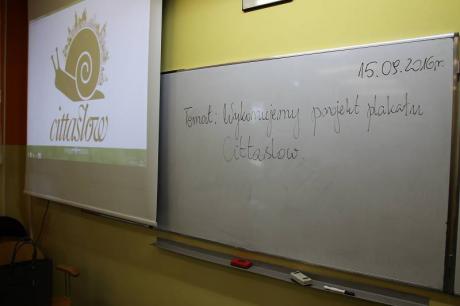 cittaslow
15.09.2016r.
Temat: Wykonujemy projekt plakatu
Cittaslow.